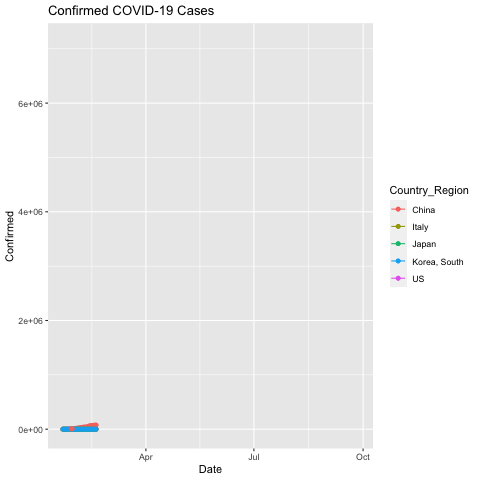 Confirmed COVID-19 Cases
6e+06
4e+06
2e+06
0e+00
Confirmed
Apr
Jul
Oct
Date
Country_Region
China
Italy
Japan
Korea, South
US